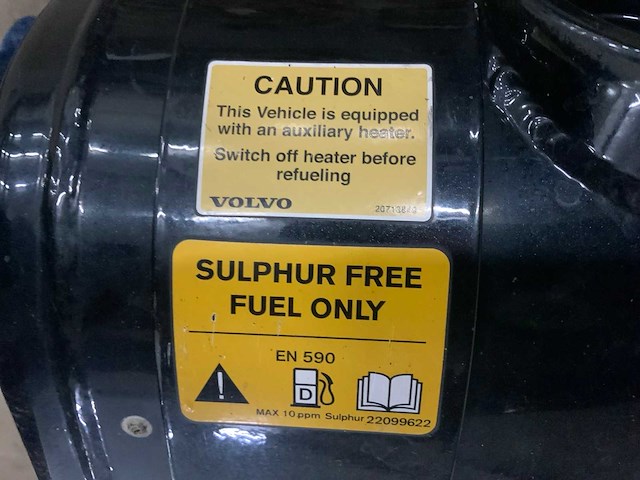 CAUTION
This Vehicle is equipped
with an auxiliary heater.
Switch off heater before
refueling
VOLVO
SULPHUR FREE
FUEL ONLY
EN 590
D
MAX 10 ppm Sulphur 22099622